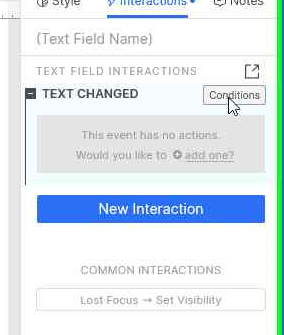 Style Interactions Notes
(Text Field Name)
TEXT FIELD INTERACTIONS
TEXT CHANGED Conditions
This event has no actions.
Would you like to add one?
New Interaction
COMMON INTERACTIONS
Lost Focus → Set Visibility